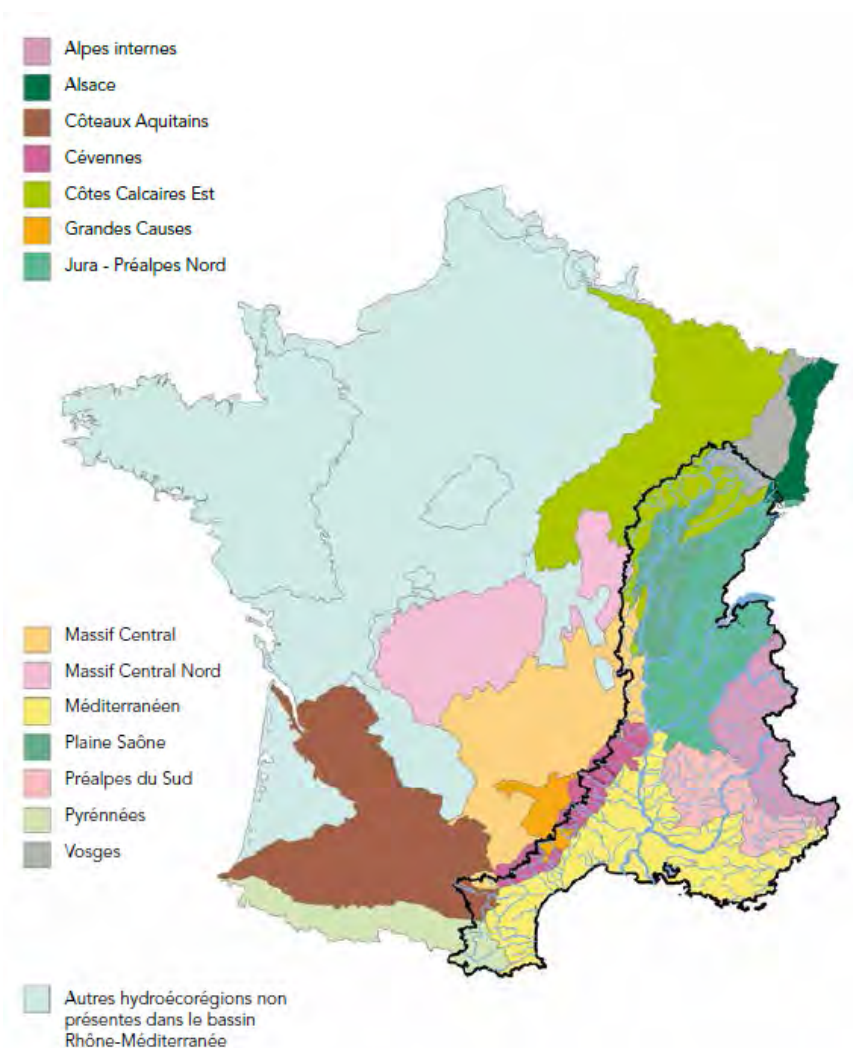 Alpes internes
Alsace
Côteaux Aquitains
Cévennes
Côtes Calcaires Est
Grandes Causes
Jura - Préalpes Nord
Massif Central
Massif Central Nord
Méditerranéen
Plaine Saône
Préalpes du Sud
Pyrénnées
Vosges
Autres hydroécorégions non
présentes dans le bassin
Rhône-Méditerranée